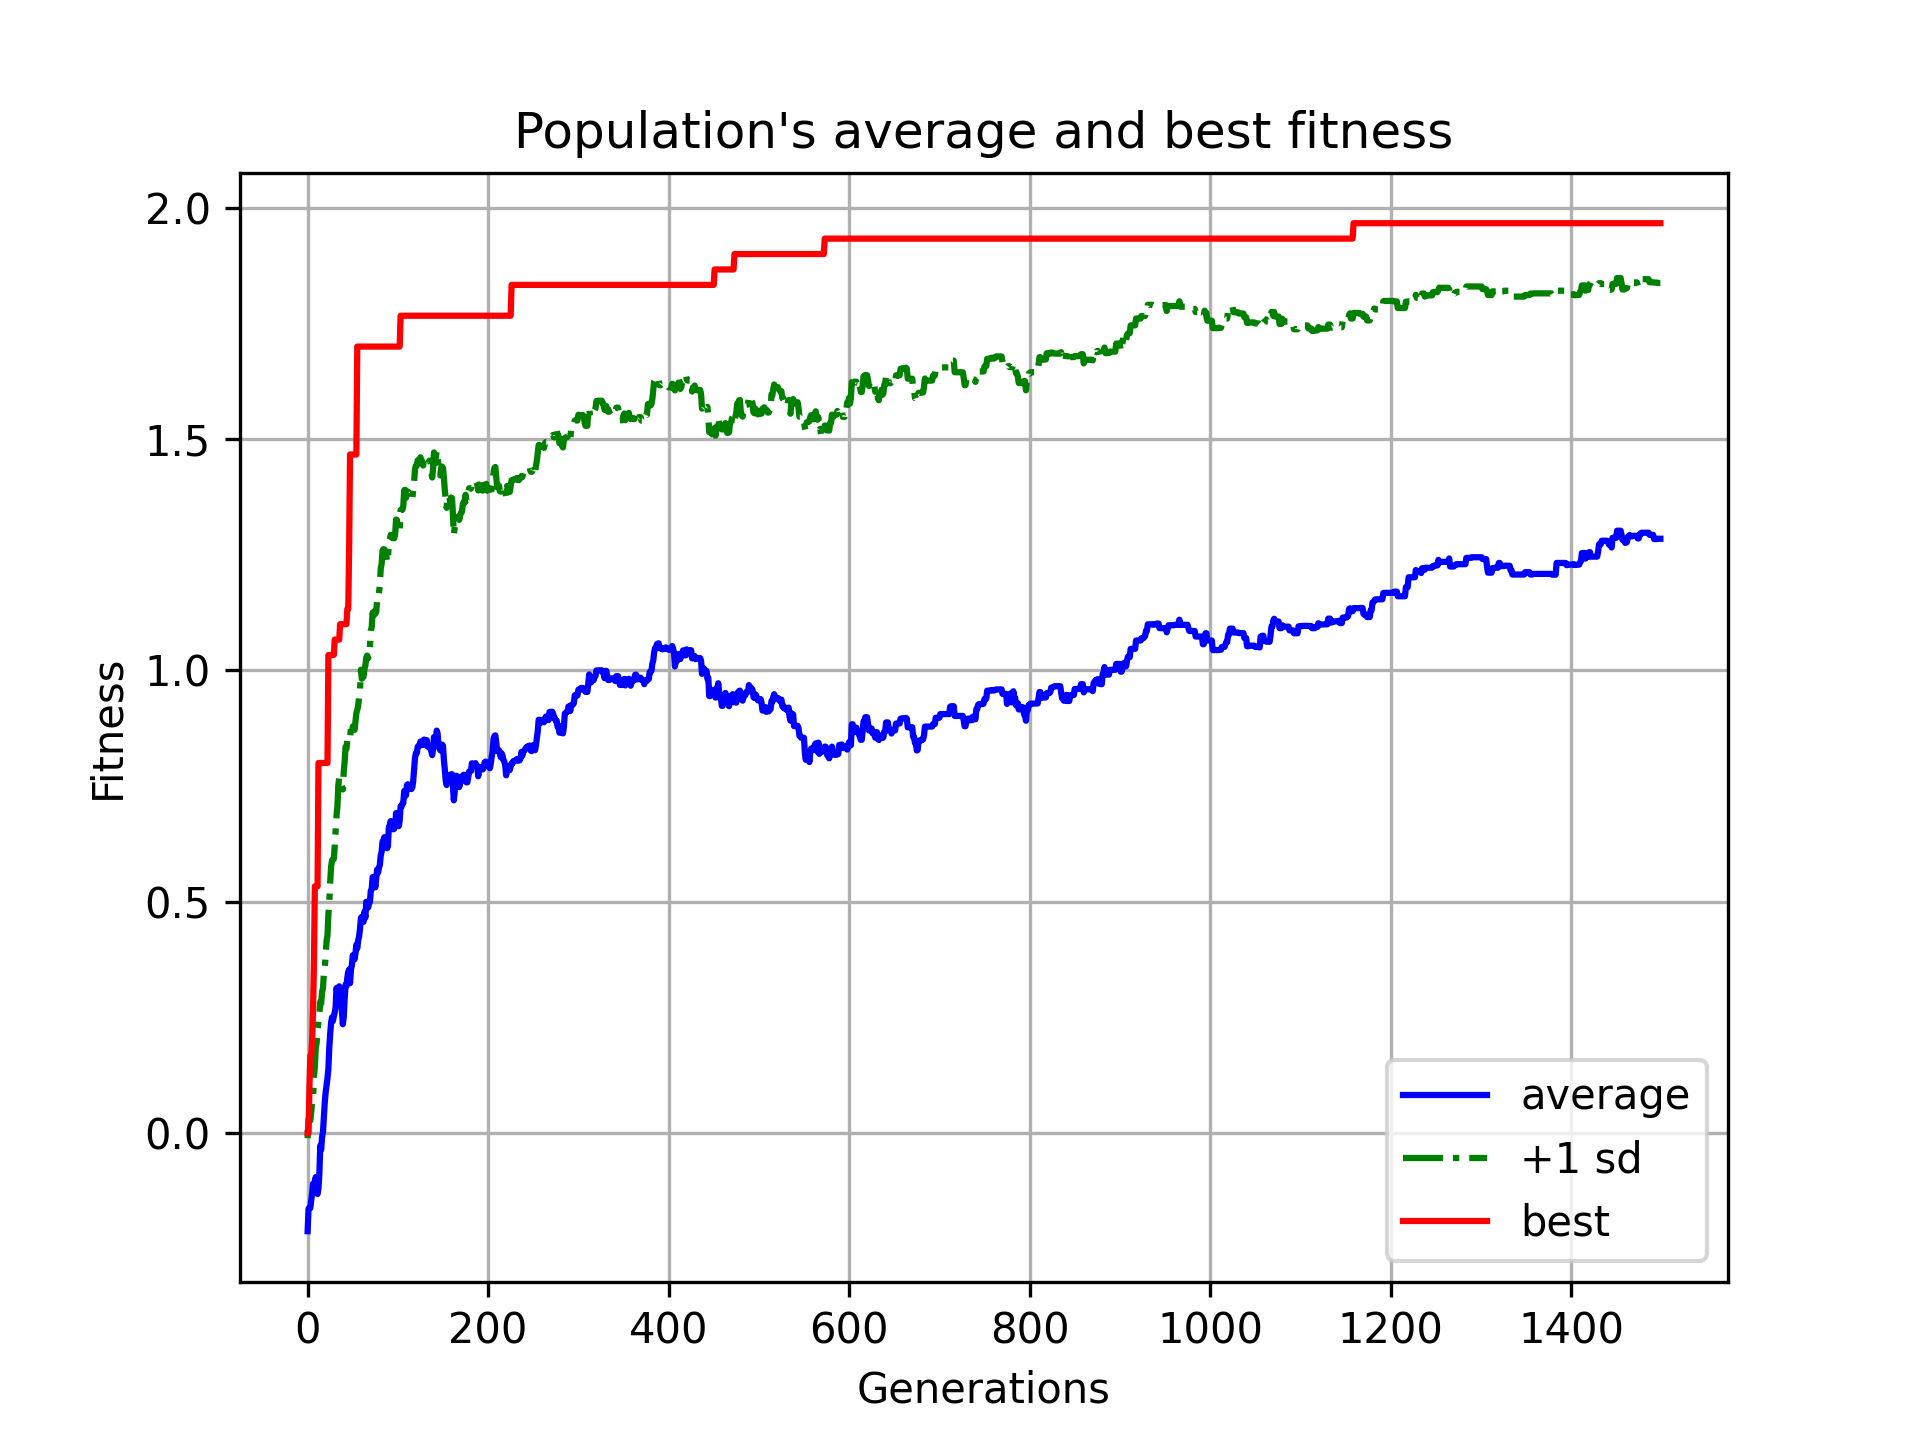 Population's average and best fitness
2.0
1.5
1.0
0.5
0.0
Fitness
average
+1 sd
best
0 200 400 600 800 1000 1200 1400
Generations